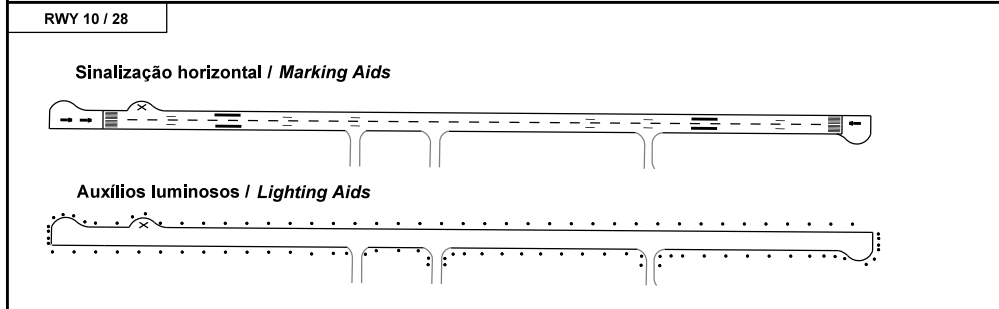 RWY 10 / 28
Sinalização horizontal / Marking Aids
Auxílios luminosos / Lighting Aids